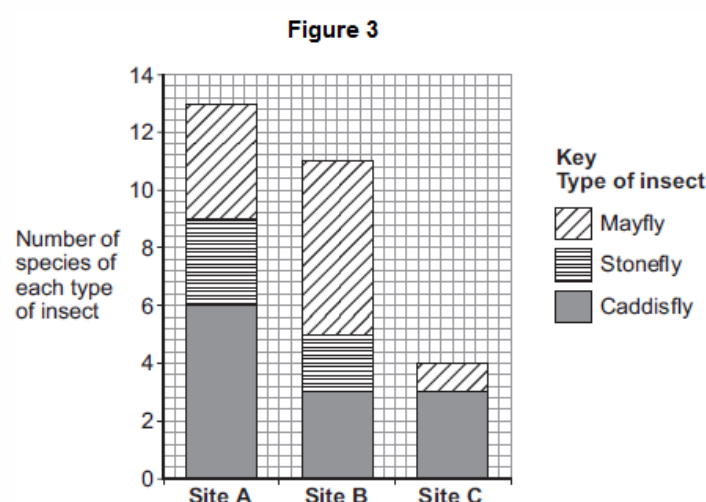 Figure 3
14
12
10
8
6
4
2
0
Number of
species of
each type
of insect
Site A
Site B
Site C
Key
Type of insect
Mayfly
Stonefly
Caddisfly